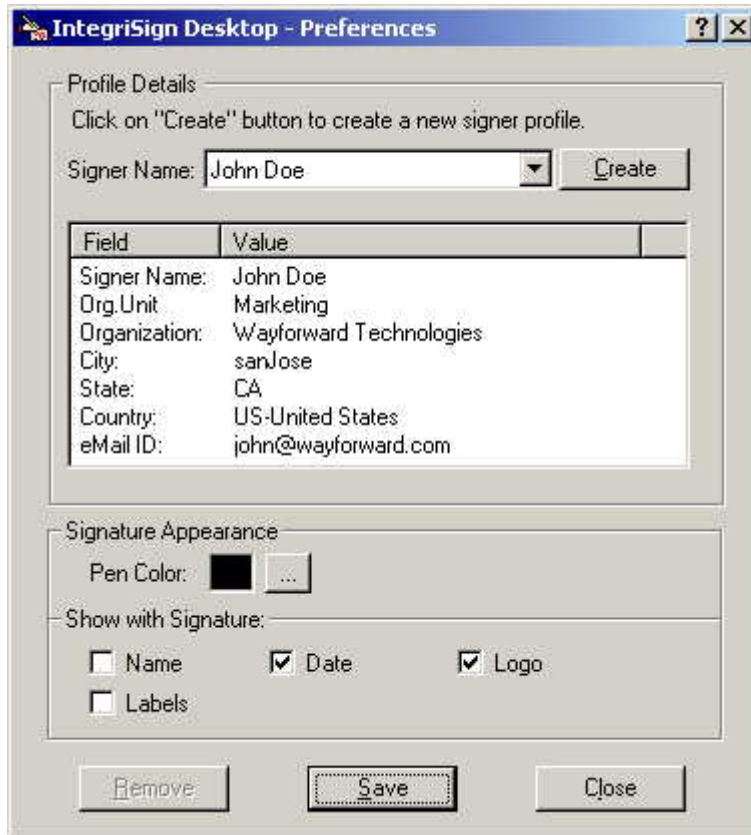 IntegriSign Desktop - Preferences ? X
Profile Details
Click on "Create" button to create a new signer profile.
Signer Name: John Doe Create
Field Value
Signer Name: John Doe
Org.Unit Marketing
Organization: Wayforward Technologies
City: sanJose
State: CA
Country: US-United States
eMail ID: john@wayforward.com
Signature Appearance
Pen Color: ...
Show with Signature:
Name Date Logo
Labels
Remove Save Close